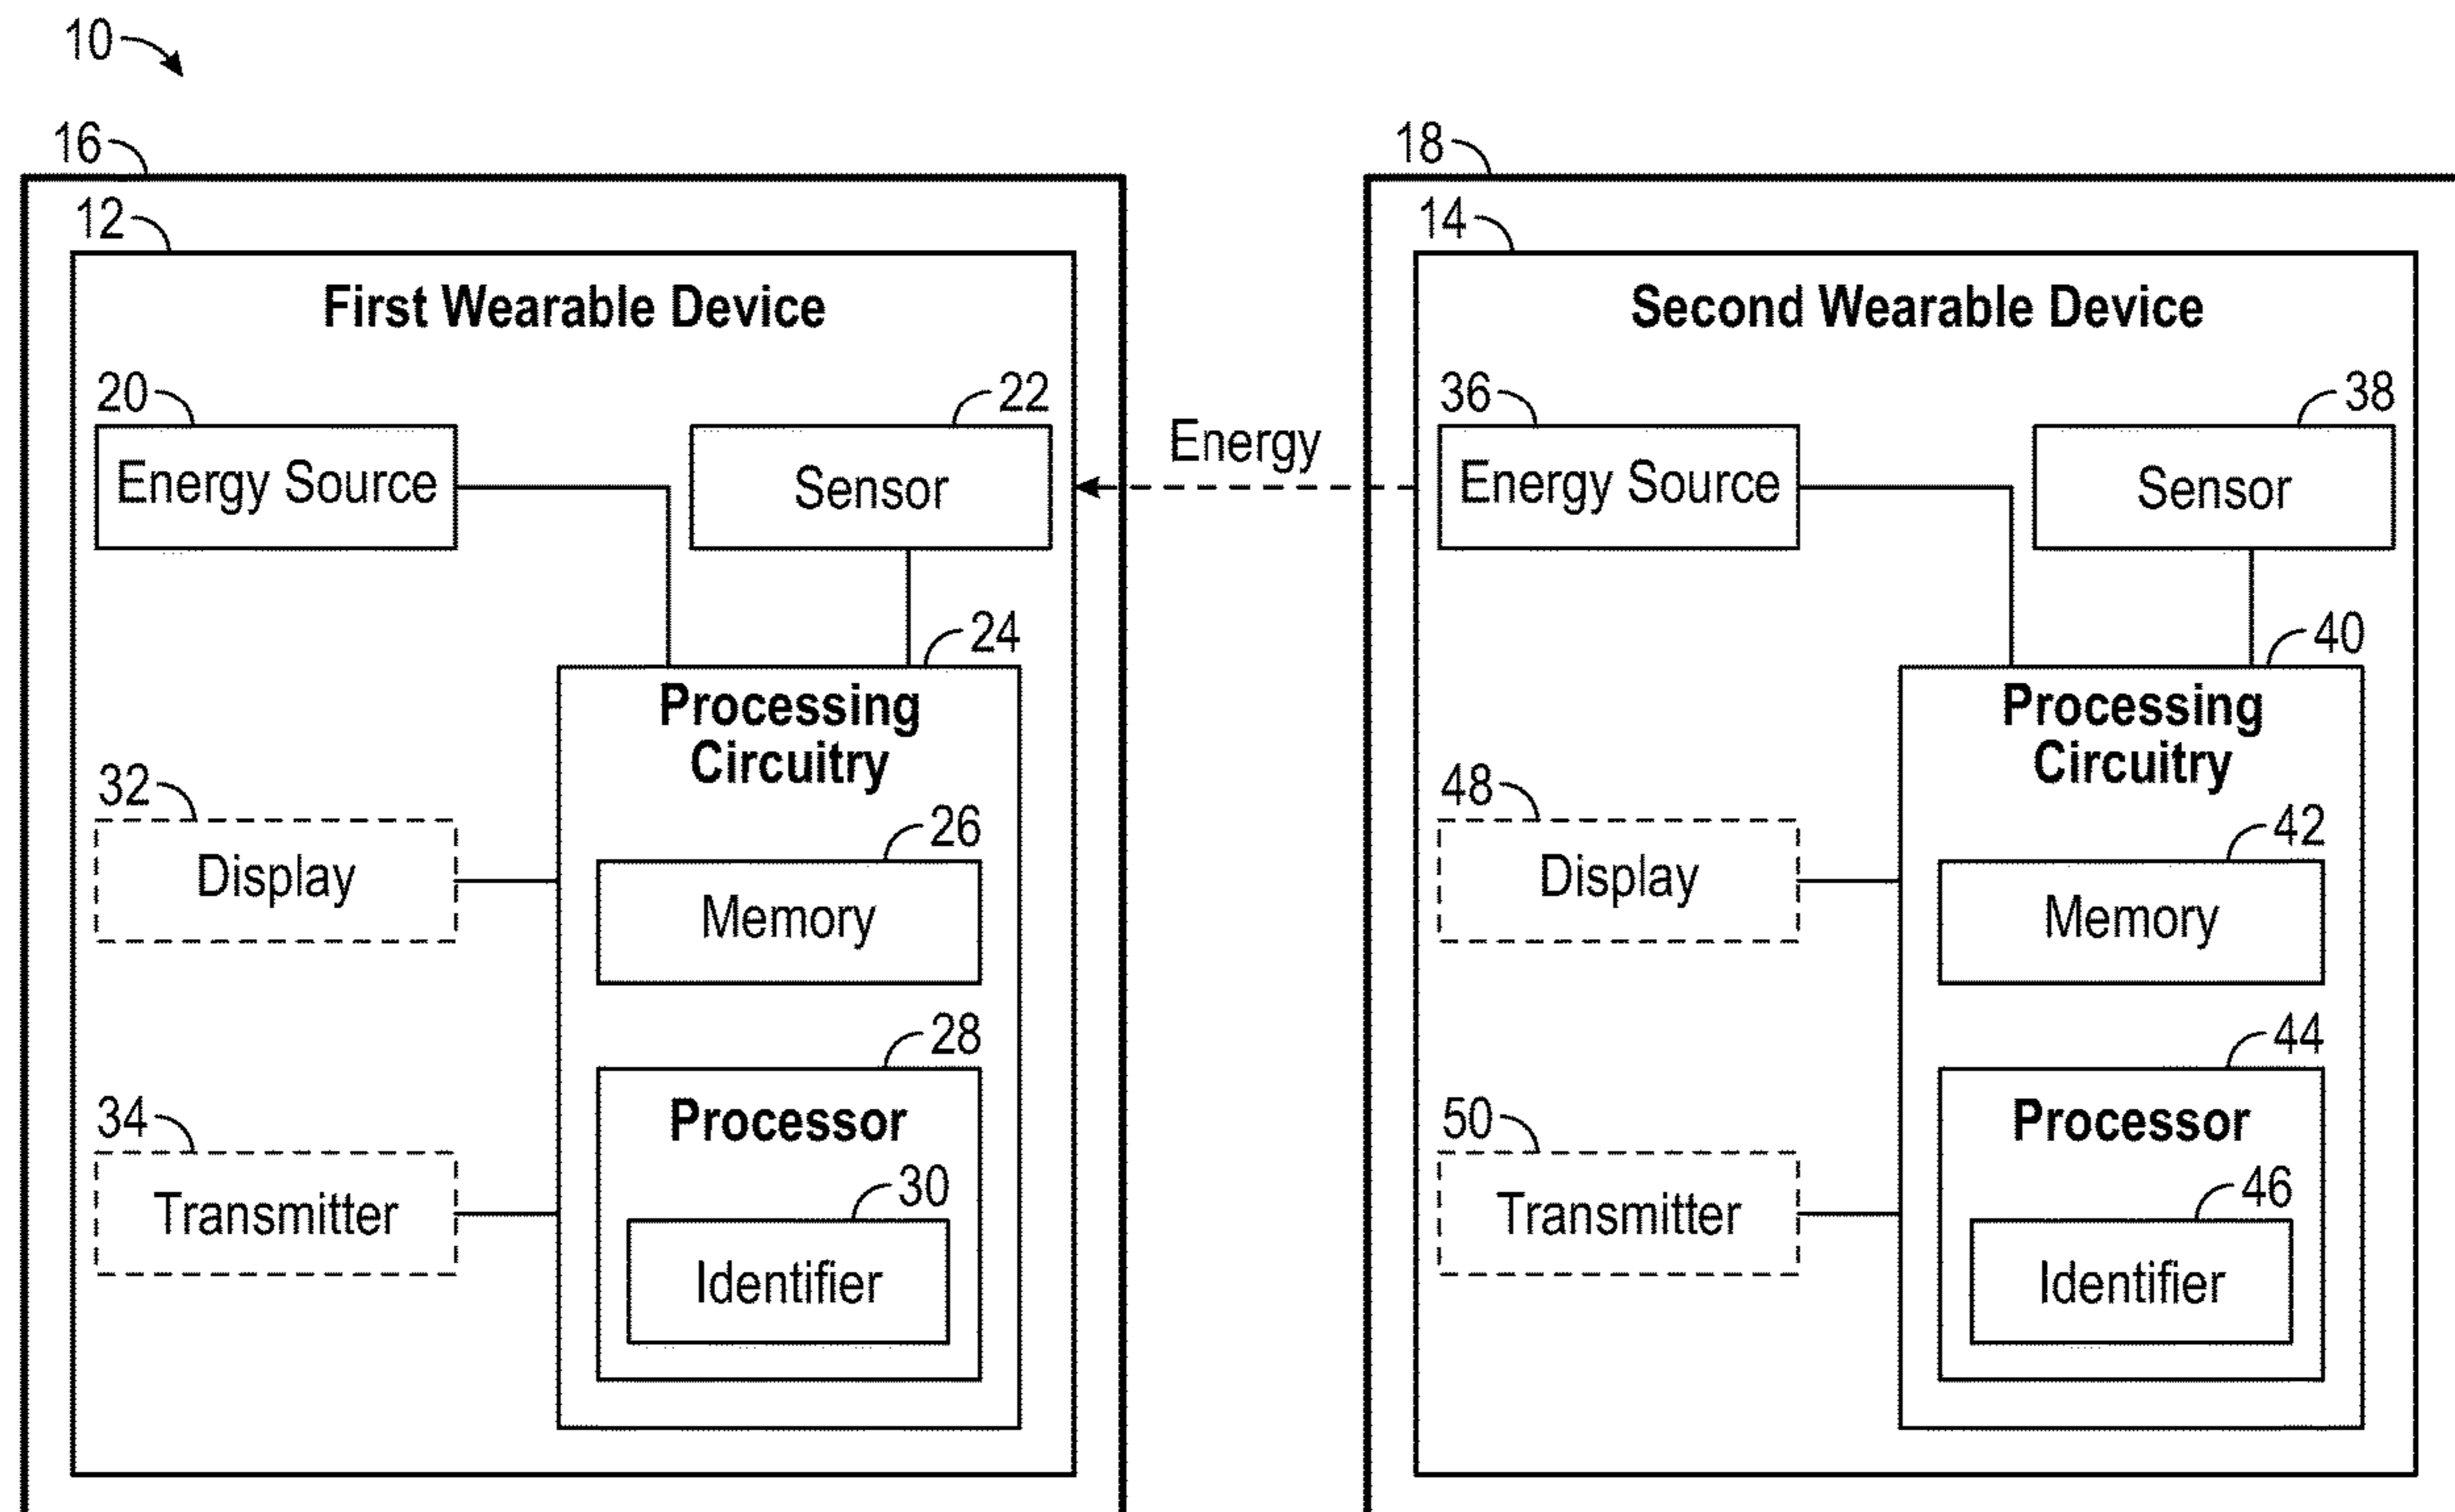 10
16
12
First Wearable Device
20
Energy Source
22
Sensor
24
Processing
Circuitry
26
Memory
28
Processor
30
Identifier
32
Display
34
Transmitter
Energy
18
14
Second Wearable Device
36
Energy Source
38
Sensor
40
Processing
Circuitry
42
Memory
44
Processor
46
Identifier
48
Display
50
Transmitter